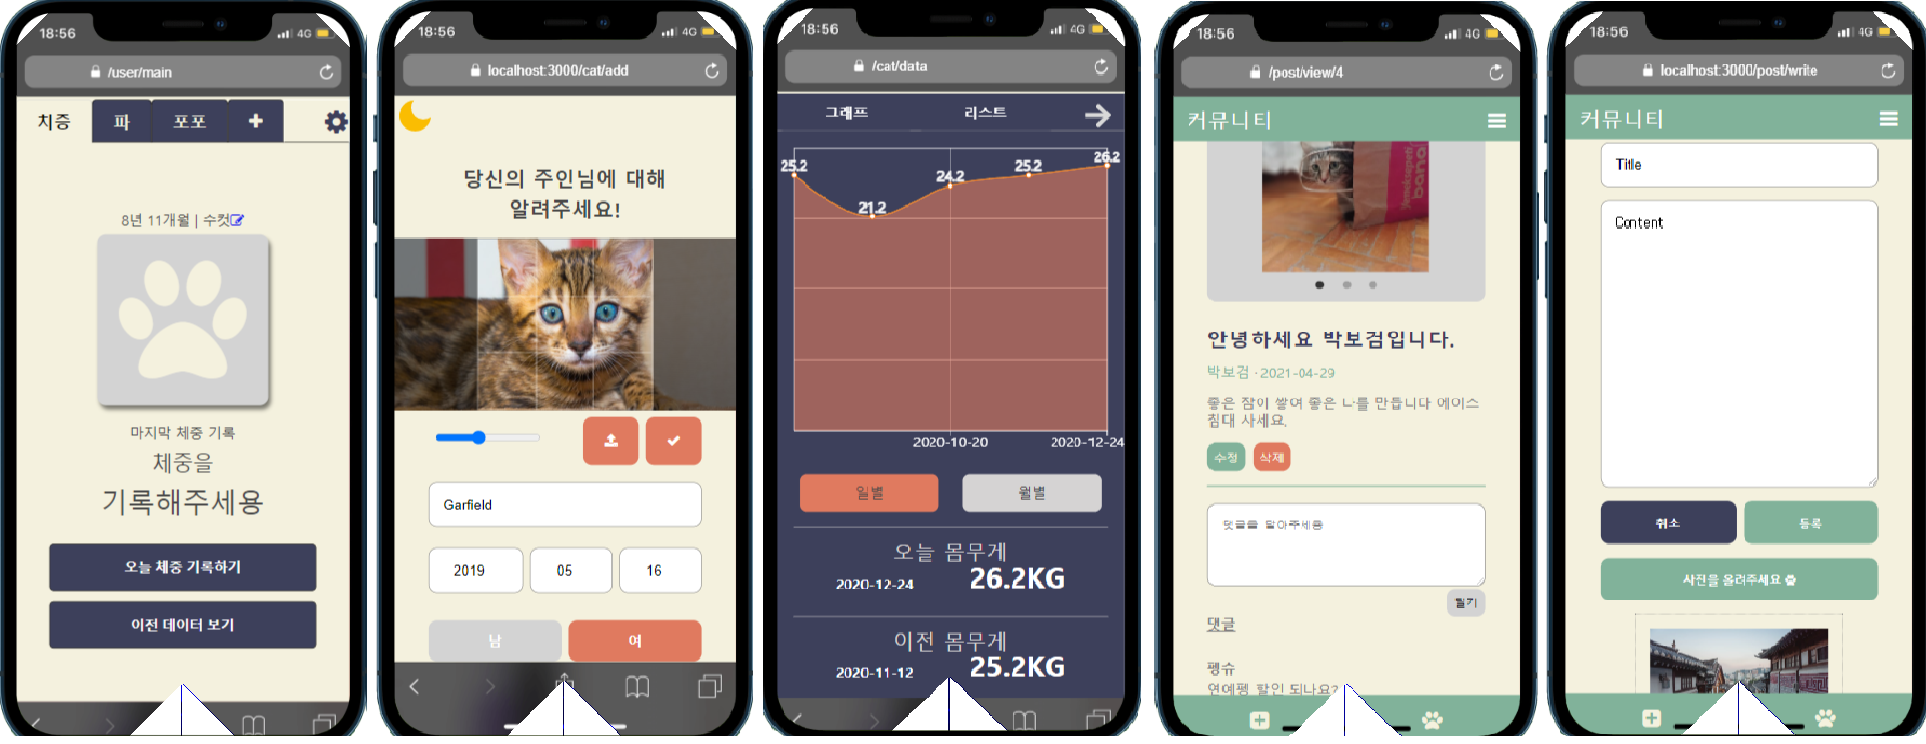 18:56
4G
/user/main
치즈
파
포포
8년 11개월 | 수컷
마지막 체중 기록
체중을
기록해주세용
오늘 체중 기록하기
이전 데이터 보기
18:56
4G
localhost:3000/cat/add
당신의 주인님에 대해
알려주세요!
Garfield
2019
05
16
남
여
18:56
4G
/cat/data
그래프
리스트
25.2
21.2
24.2
25.2
26.2
2020-10-20
2020-12-24
일별
월별
오늘 몸무게
2020-12-24
26.2KG
이전 몸무게
2020-11-12
25.2KG
18:56
4G
/post/view/4
커뮤니티
안녕하세요 박보검입니다.
박보검 · 2021-04-29
좋은 잠이 쌓여 좋은 나를 만듭니다 에이스
침대 사세요.
수정
삭제
댓글을 달아주세용
달기
댓글
펭슈
연예펭 할인 되나요?
18:56
4G
localhost:3000/post/write
커뮤니티
Title
Content
취소
등록
사진을 올려주세요